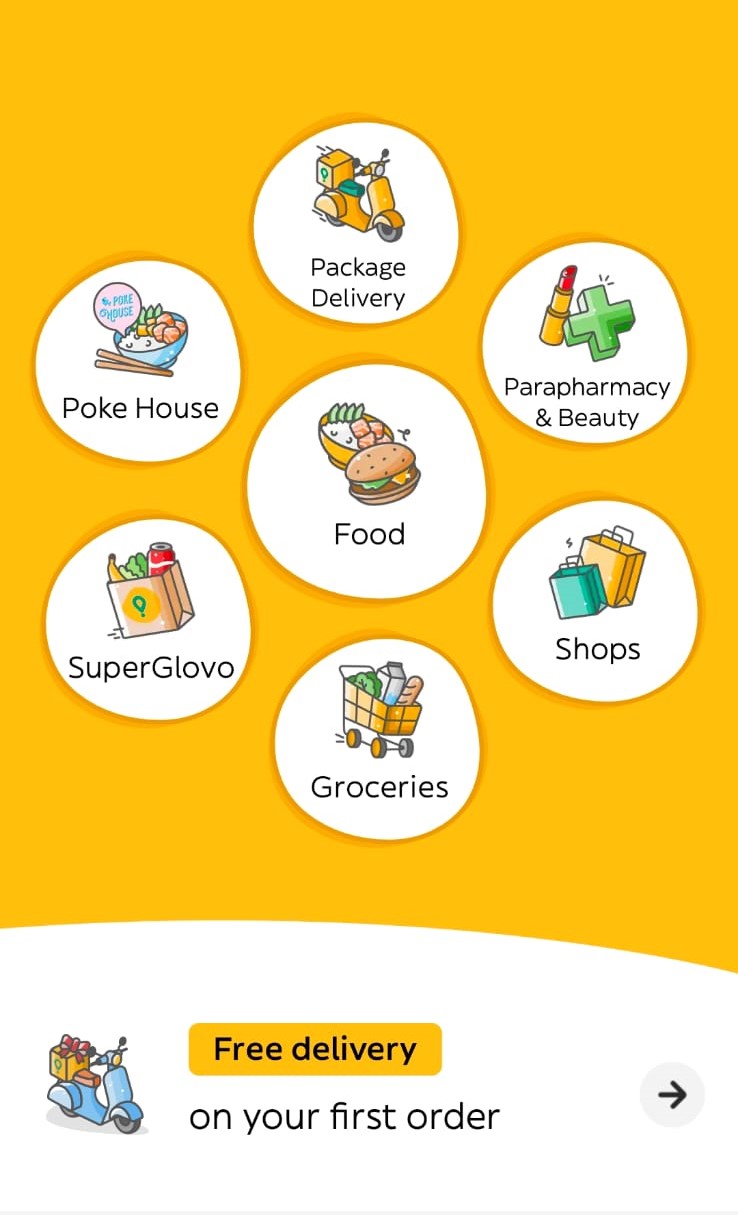 Package
Delivery
POKE
HOUSE
Poke House
Parapharmacy
& Beauty
Food
SuperGlovo
Shops
Groceries
Free delivery
on your first order